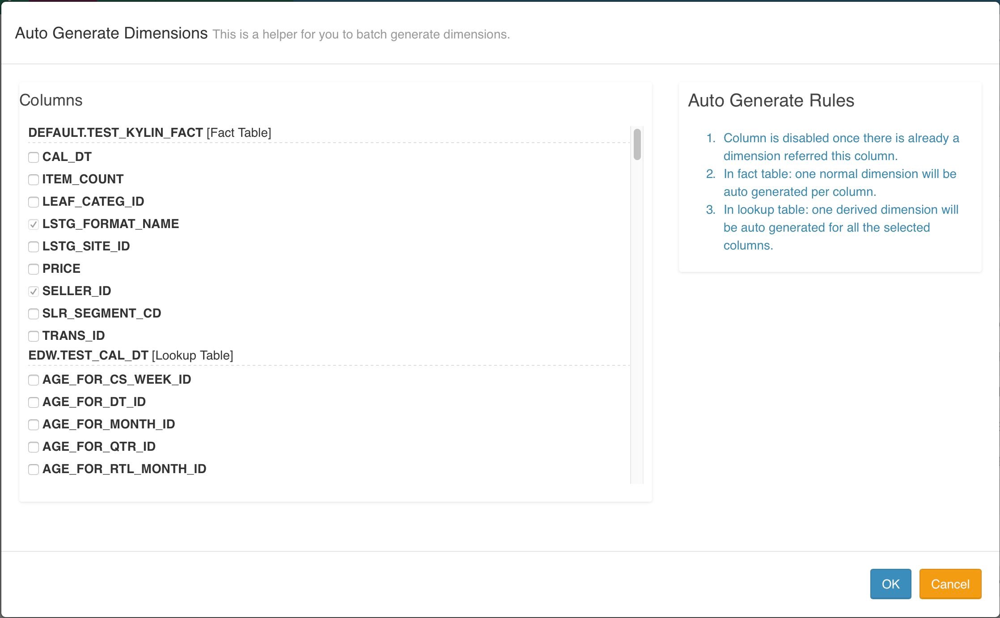 Auto Generate Dimensions This is a helper for you to batch generate dimensions.
Columns
DEFAULT.TEST_KYLIN_FACT [Fact Table]
CAL_DT
ITEM_COUNT
LEAF_CATEG_ID
LSTG_FORMAT_NAME
LSTG_SITE_ID
PRICE
SELLER_ID
SLR_SEGMENT_CD
TRANS_ID
EDW.TEST_CAL_DT [Lookup Table]
AGE_FOR_CS_WEEK_ID
AGE_FOR_DT_ID
AGE_FOR_MONTH_ID
AGE_FOR_QTR_ID
AGE_FOR_RTL_MONTH_ID
Auto Generate Rules
1. Column is disabled once there is already a
dimension referred this column.
2. In fact table: one normal dimension will be
auto generated per column.
3. In lookup table: one derived dimension will
be auto generated for all the selected
columns.
OK
Cancel